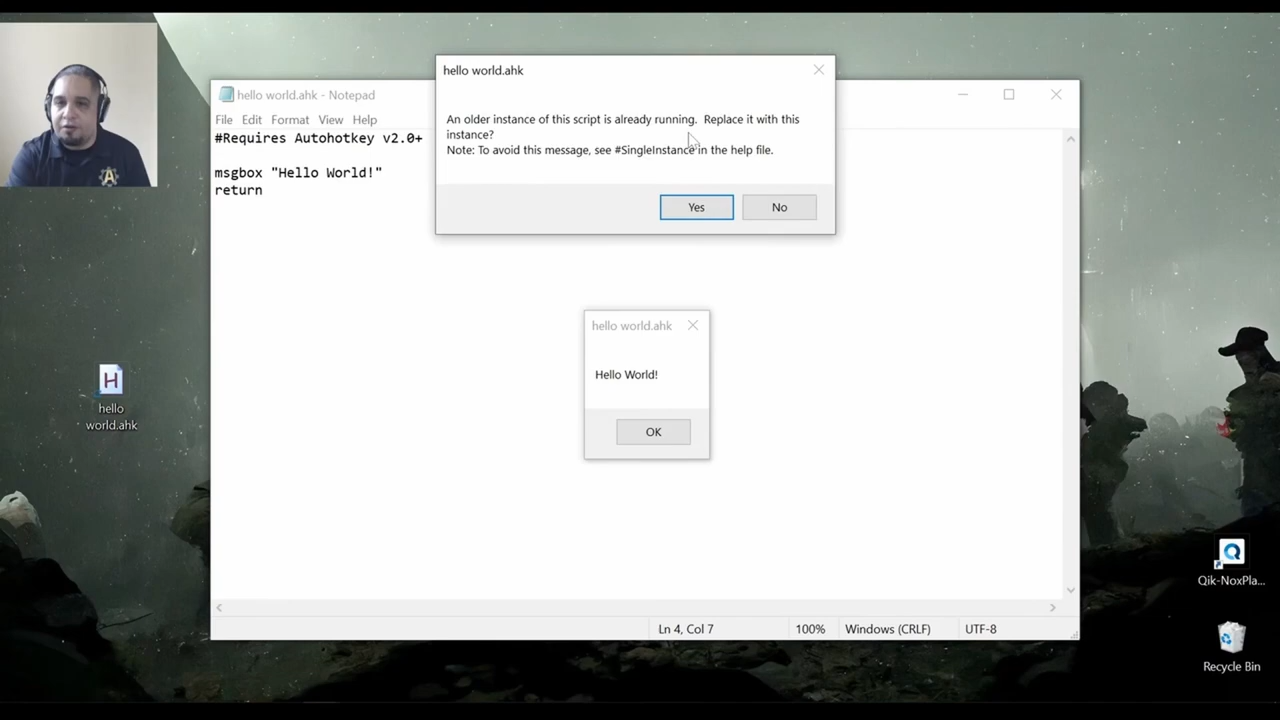 hello world.ahk
An older instance of this script is already running. Replace it with this
instance?
Note: To avoid this message, see #SingleInstance in the help file.
Yes No
hello world.ahk - Notepad
File Edit Format View Help
#Requires Autohotkey v2.0+
msgbox "Hello World!"
return
hello world.ahk
Hello World!
OK
hello
world.ahk
A
H
Qik-NoxPla...
Recycle Bin
Ln 4, Col 7 100% Windows (CRLF) UTF-8